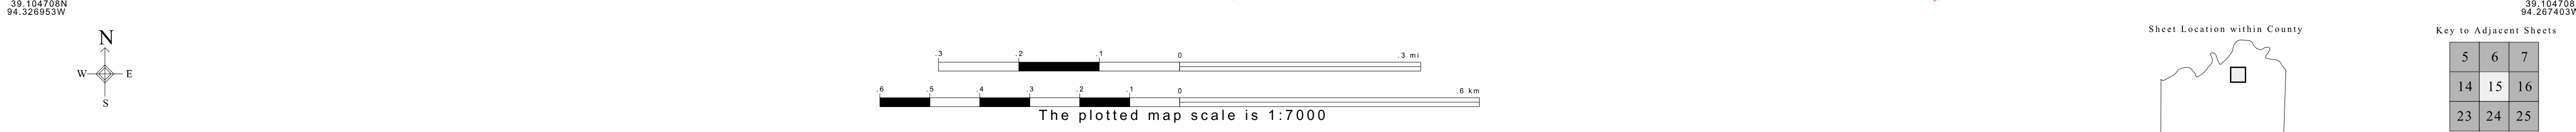 39.104708N
94.326953W
39.104708
94.267403W
N
W E
S
.3 .2 .1 0 .3 mi
.6 .5 .4 .3 .2 .1 0 .6 km
The plotted map scale is 1:7000
Sheet Location within County
Key to Adjacent Sheets
5 6 7
14 15 16
23 24 25